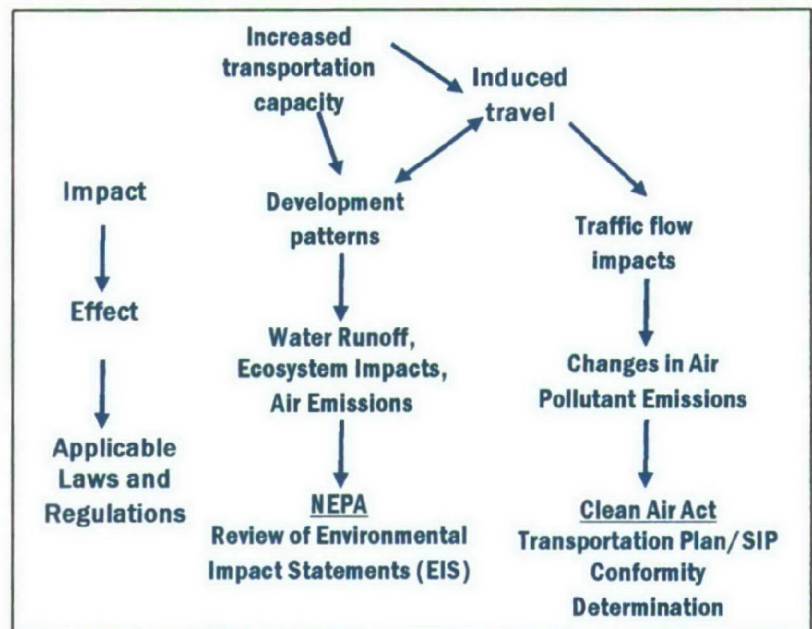 Increased
transportation
capacity
Induced
travel
Impact
Development
patterns
Traffic flow
impacts
Effect
Water Runoff,
Ecosystem Impacts,
Air Emissions
Changes in Air
Pollutant Emissions
Applicable
Laws and
Regulations
NEPA
Review of Environmental
Impact Statements (EIS)
Clean Air Act
Transportation Plan/SIP
Conformity
Determination